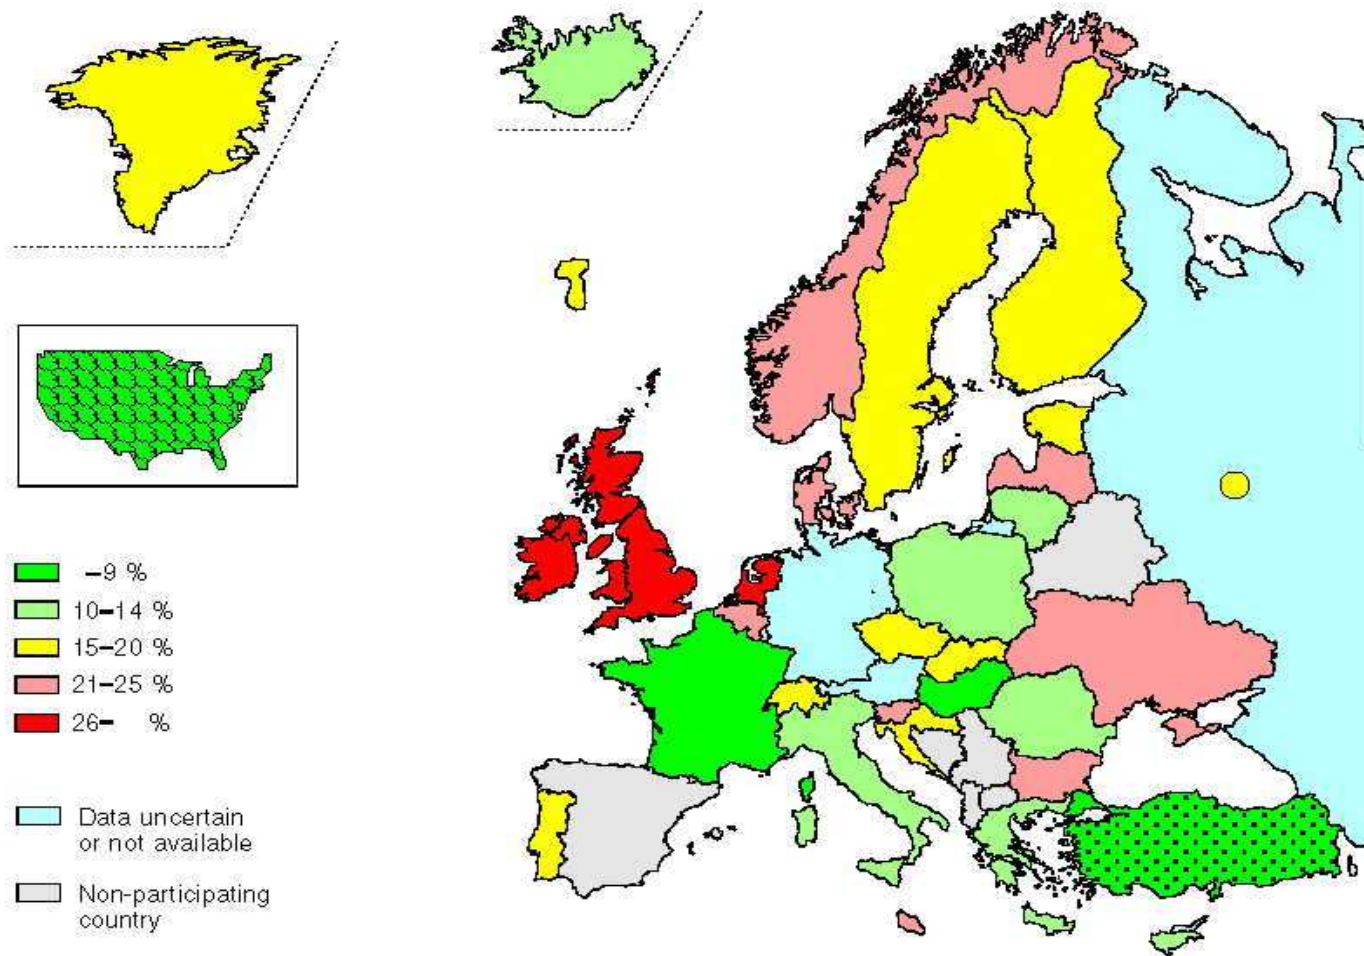 –9 %
10–14 %
15–20 %
21–25 %
26– %
Data uncertain
or not available
Non-participating
country